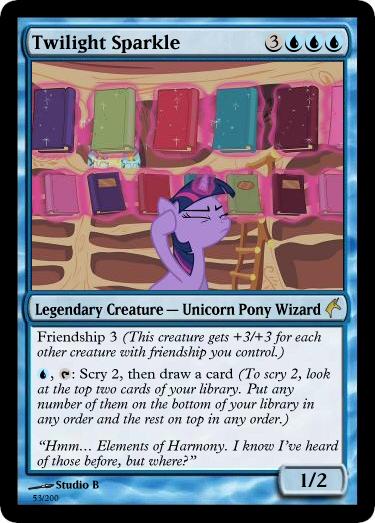 Twilight Sparkle 3
Legendary Creature — Unicorn Pony Wizard
Friendship 3 (This creature gets +3/+3 for each
other creature with friendship you control.)
, : Scry 2, then draw a card (To scry 2, look
at the top two cards of your library. Put any
number of them on the bottom of your library in
any order and the rest on top in any order.)
“Hmm... Elements of Harmony. I know I’ve heard
of those before, but where?”
1/2
Studio B
53/200